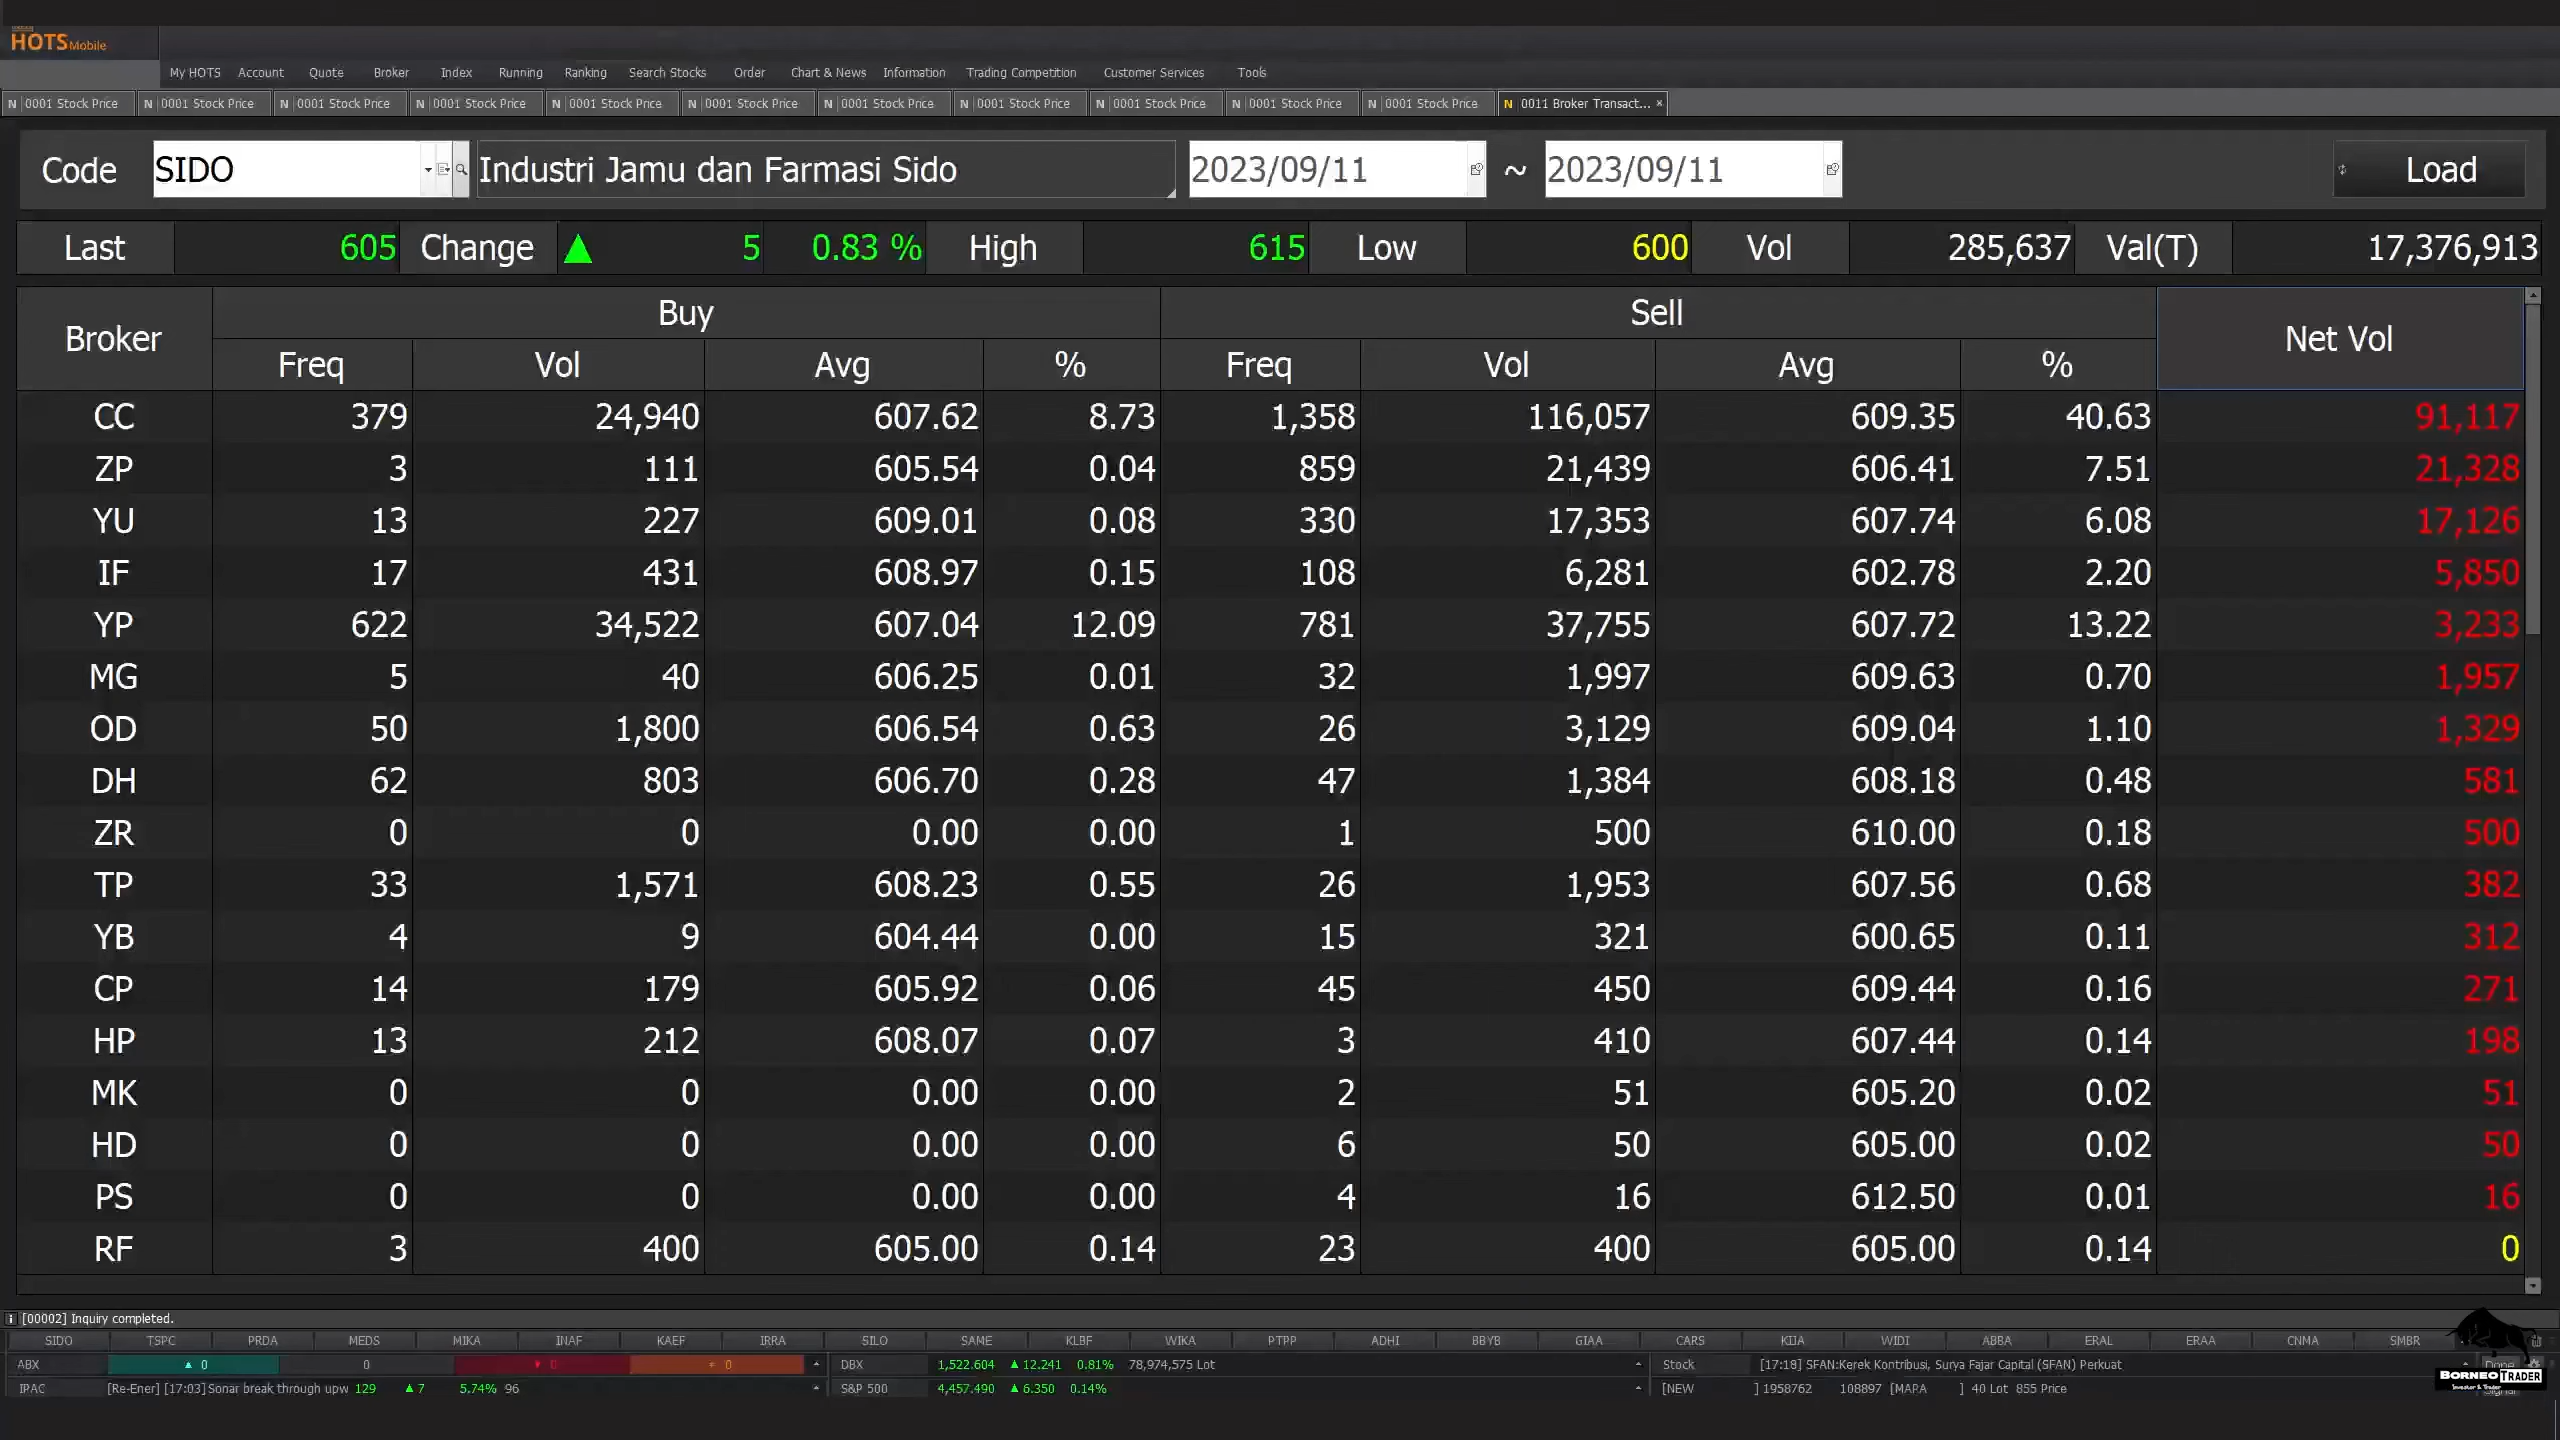 HOTS Mobile
My HOTS Account Quote Broker Index Running Ranking Search Stocks Order Chart & News Information Trading Competition Customer Services Tools
N 0001 Stock Price N 0001 Stock Price N 0001 Stock Price N 0001 Stock Price N 0001 Stock Price N 0001 Stock Price N 0001 Stock Price N 0001 Stock Price N 0001 Stock Price N 0001 Stock Price N 0001 Stock Price N 0011 Broker Transact... ×
Code SIDO Industri Jamu dan Farmasi Sido 2023/09/11 ~ 2023/09/11 Load
Last 605 Change ▲ 5 0.83 % High 615 Low 600 Vol 285,637 Val(T) 17,376,913
Broker Buy Sell Net Vol
Freq Vol Avg % Freq Vol Avg %
CC 379 24,940 607.62 8.73 1,358 116,057 609.35 40.63 91,117
ZP 3 111 605.54 0.04 859 21,439 606.41 7.51 21,328
YU 13 227 609.01 0.08 330 17,353 607.74 6.08 17,126
IF 17 431 608.97 0.15 108 6,281 602.78 2.20 5,850
YP 622 34,522 607.04 12.09 781 37,755 607.72 13.22 3,233
MG 5 40 606.25 0.01 32 1,997 609.63 0.70 1,957
OD 50 1,800 606.54 0.63 26 3,129 609.04 1.10 1,329
DH 62 803 606.70 0.28 47 1,384 608.18 0.48 581
ZR 0 0 0.00 0.00 1 500 610.00 0.18 500
TP 33 1,571 608.23 0.55 26 1,953 607.56 0.68 382
YB 4 9 604.44 0.00 15 321 600.65 0.11 312
CP 14 179 605.92 0.06 45 450 609.44 0.16 271
HP 13 212 608.07 0.07 3 410 607.44 0.14 198
MK 0 0 0.00 0.00 2 51 605.20 0.02 51
HD 0 0 0.00 0.00 6 50 605.00 0.02 50
PS 0 0 0.00 0.00 4 16 612.50 0.01 16
RF 3 400 605.00 0.14 23 400 605.00 0.14 0
[00002] Inquiry completed.
SIDO TSPC PRDA MEDS MIKA INAF KAEF IRRA SILO SAME KLBF WIKA PTPP ADHI BBYB GIAA CARS KIJA WIDI ABBA ERAL ERAA CNMA SMBR
ABX ▲ 0 0 ▼ 0 = 0 DBX 1,522.604 ▲ 12.241 0.81% 78,974,575 Lot Stock [17:18] SFAN:Kerek Kontribusi, Surya Fajar Capital (SFAN) Perkuat
IPAC [Re-Ener] [17:03]Sonar break through upw 129 ▲ 7 5.74% 96 S&P 500 4,457.490 ▲ 6.350 0.14% [NEW ] 1958762 108897 [MAPA ] 40 Lot 855 Price
BORNEO TRADER
Investor & Trader